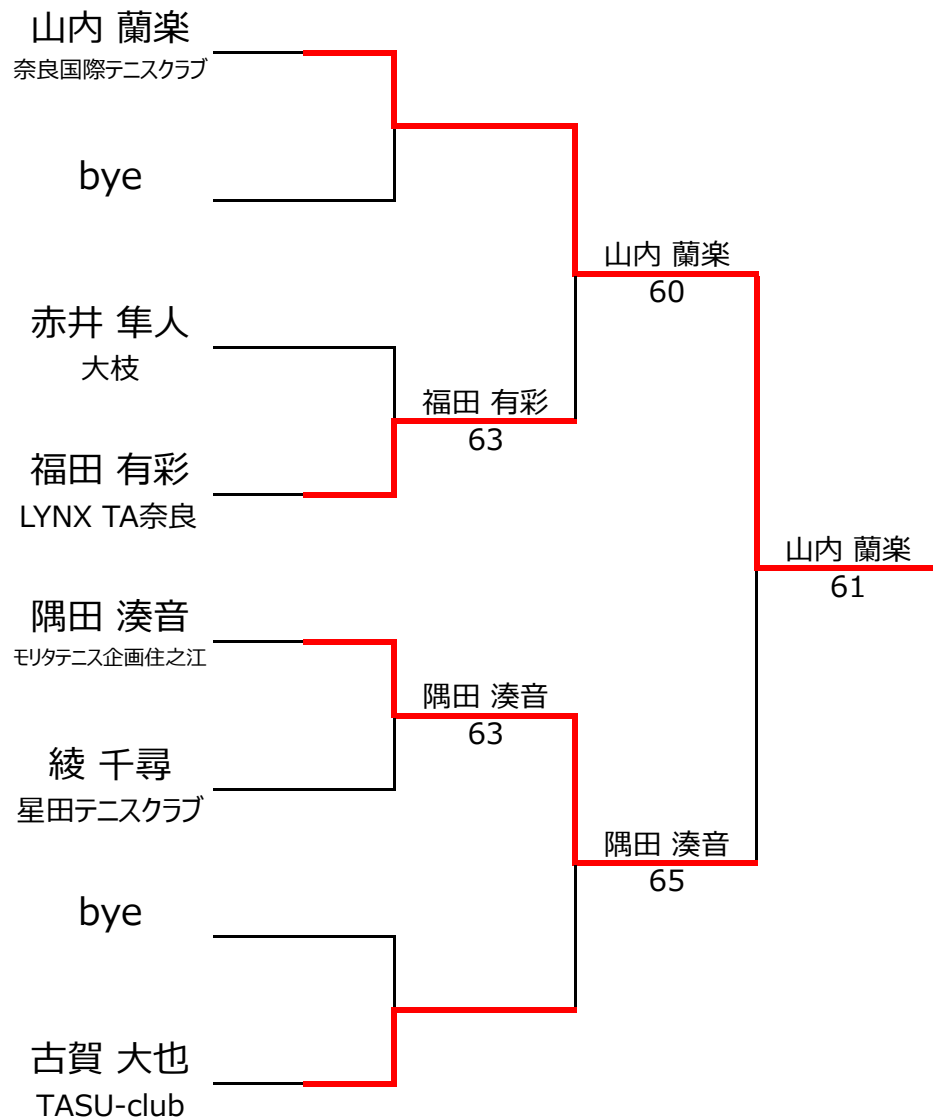 山内 蘭楽
奈良国際テニスクラブ
bye
山内 蘭楽
60
赤井 隼人
大枝
福田 有彩
63
福田 有彩
LYNX TA奈良
山内 蘭楽
61
隅田 湊音
モリタテニス企画住之江
隅田 湊音
63
綾 千尋
星田テニスクラブ
隅田 湊音
65
bye
古賀 大也
TASU-club